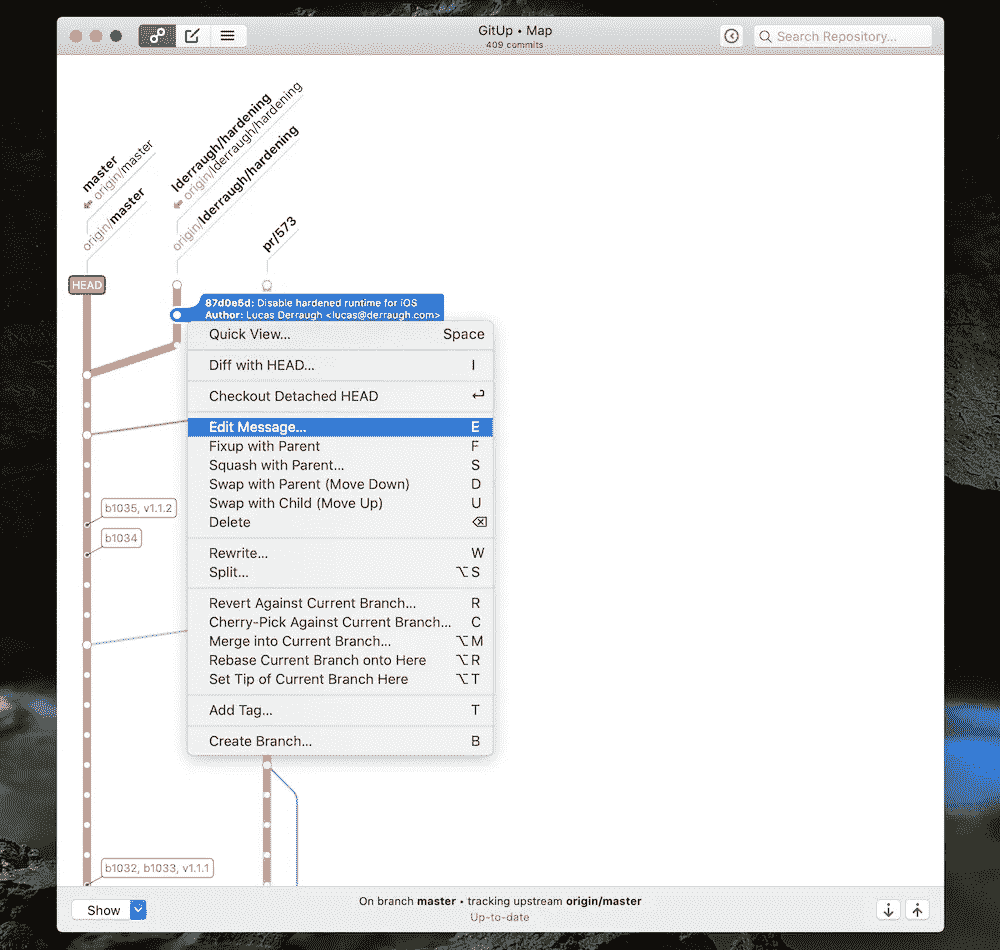 GitUp • Map
409 commits
Search Repository...
master
origin/master
origin/master
lderraugh/hardening
origin/lderraugh/hardening
origin/lderraugh/hardening
pr/573
HEAD
87d0e5d: Disable hardened runtime for iOS
Author: Lucas Derraugh <lucas@derraugh.com>
Quick View... Space
Diff with HEAD... I
Checkout Detached HEAD ↩
Edit Message... E
Fixup with Parent F
Squash with Parent... S
Swap with Parent (Move Down) D
Swap with Child (Move Up) U
Delete ⌫
Rewrite... W
Split... ⌥S
Revert Against Current Branch... R
Cherry-Pick Against Current Branch... C
Merge into Current Branch... ⌥M
Rebase Current Branch onto Here ⌥R
Set Tip of Current Branch Here ⌥T
Add Tag... T
Create Branch... B
b1035, v1.1.2
b1034
b1032, b1033, v1.1.1
Show
On branch master • tracking upstream origin/master
Up-to-date